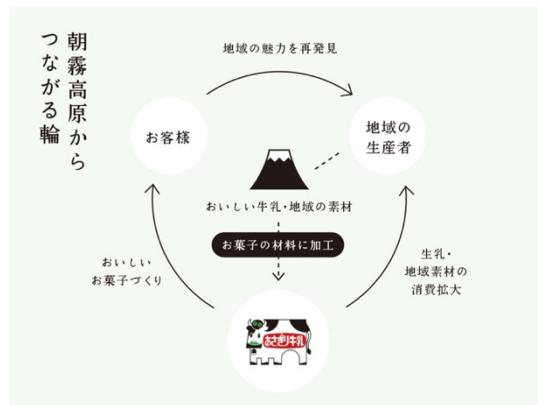 朝霧高原から
つながる輪
地域の魅力を再発見
お客様
地域の
生産者
おいしい牛乳・地域の素材
お菓子の材料に加工
おいしい
お菓子づくり
生乳・
地域素材の
消費拡大
あさぎり牛乳